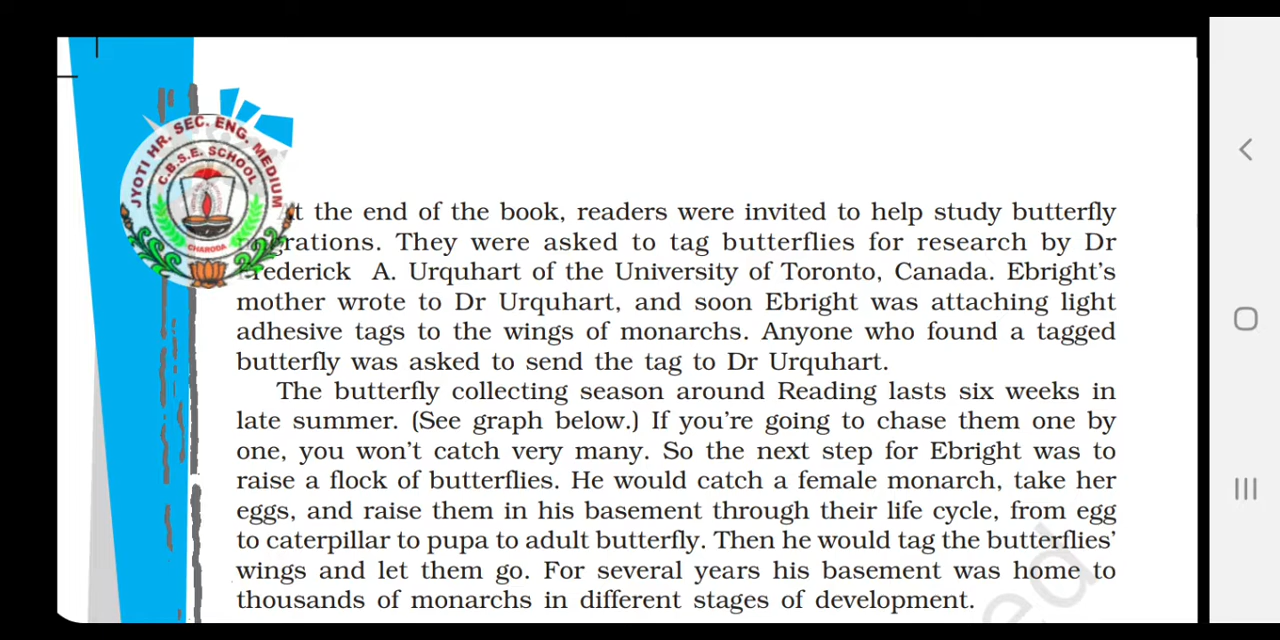 JYOTI HR. SEC. ENG. MEDIUM
C.B.S.E. SCHOOL
CHARODA
t the end of the book, readers were invited to help study butterfly
grations. They were asked to tag butterflies for research by Dr
rederick A. Urquhart of the University of Toronto, Canada. Ebright's
mother wrote to Dr Urquhart, and soon Ebright was attaching light
adhesive tags to the wings of monarchs. Anyone who found a tagged
butterfly was asked to send the tag to Dr Urquhart.
The butterfly collecting season around Reading lasts six weeks in
late summer. (See graph below.) If you're going to chase them one by
one, you won't catch very many. So the next step for Ebright was to
raise a flock of butterflies. He would catch a female monarch, take her
eggs, and raise them in his basement through their life cycle, from egg
to caterpillar to pupa to adult butterfly. Then he would tag the butterflies'
wings and let them go. For several years his basement was home to
thousands of monarchs in different stages of development.
ed